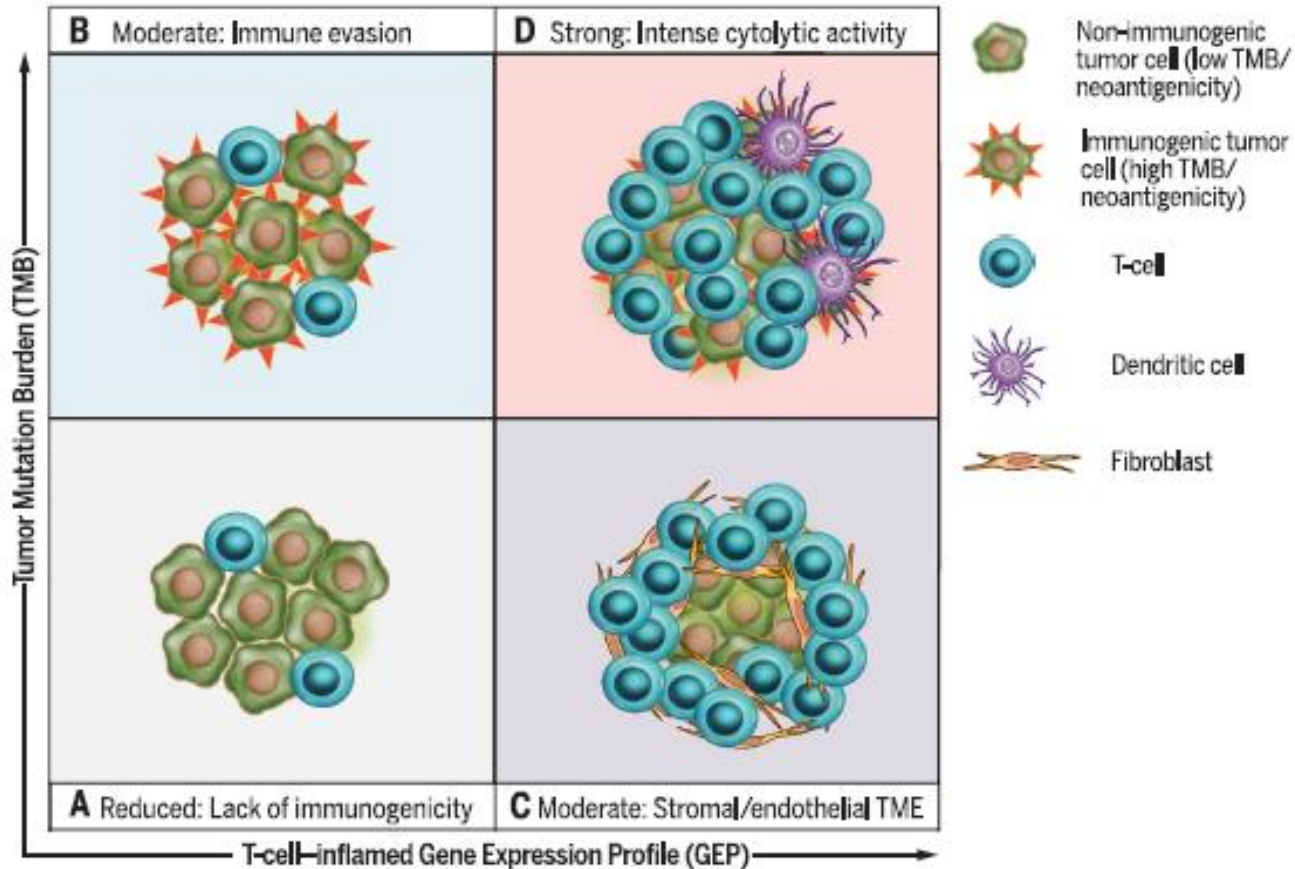 B Moderate: Immune evasion
D Strong: Intense cytolytic activity
Non-immunogenic
tumor cell (low TMB/
neoantigenicity)
Immunogenic tumor
cell (high TMB/
neoantigenicity)
T-cell
Dendritic cell
Fibroblast
Tumor Mutation Burden (TMB)
A Reduced: Lack of immunogenicity
C Moderate: Stromal/endothelial TME
T-cell–inflamed Gene Expression Profile (GEP)